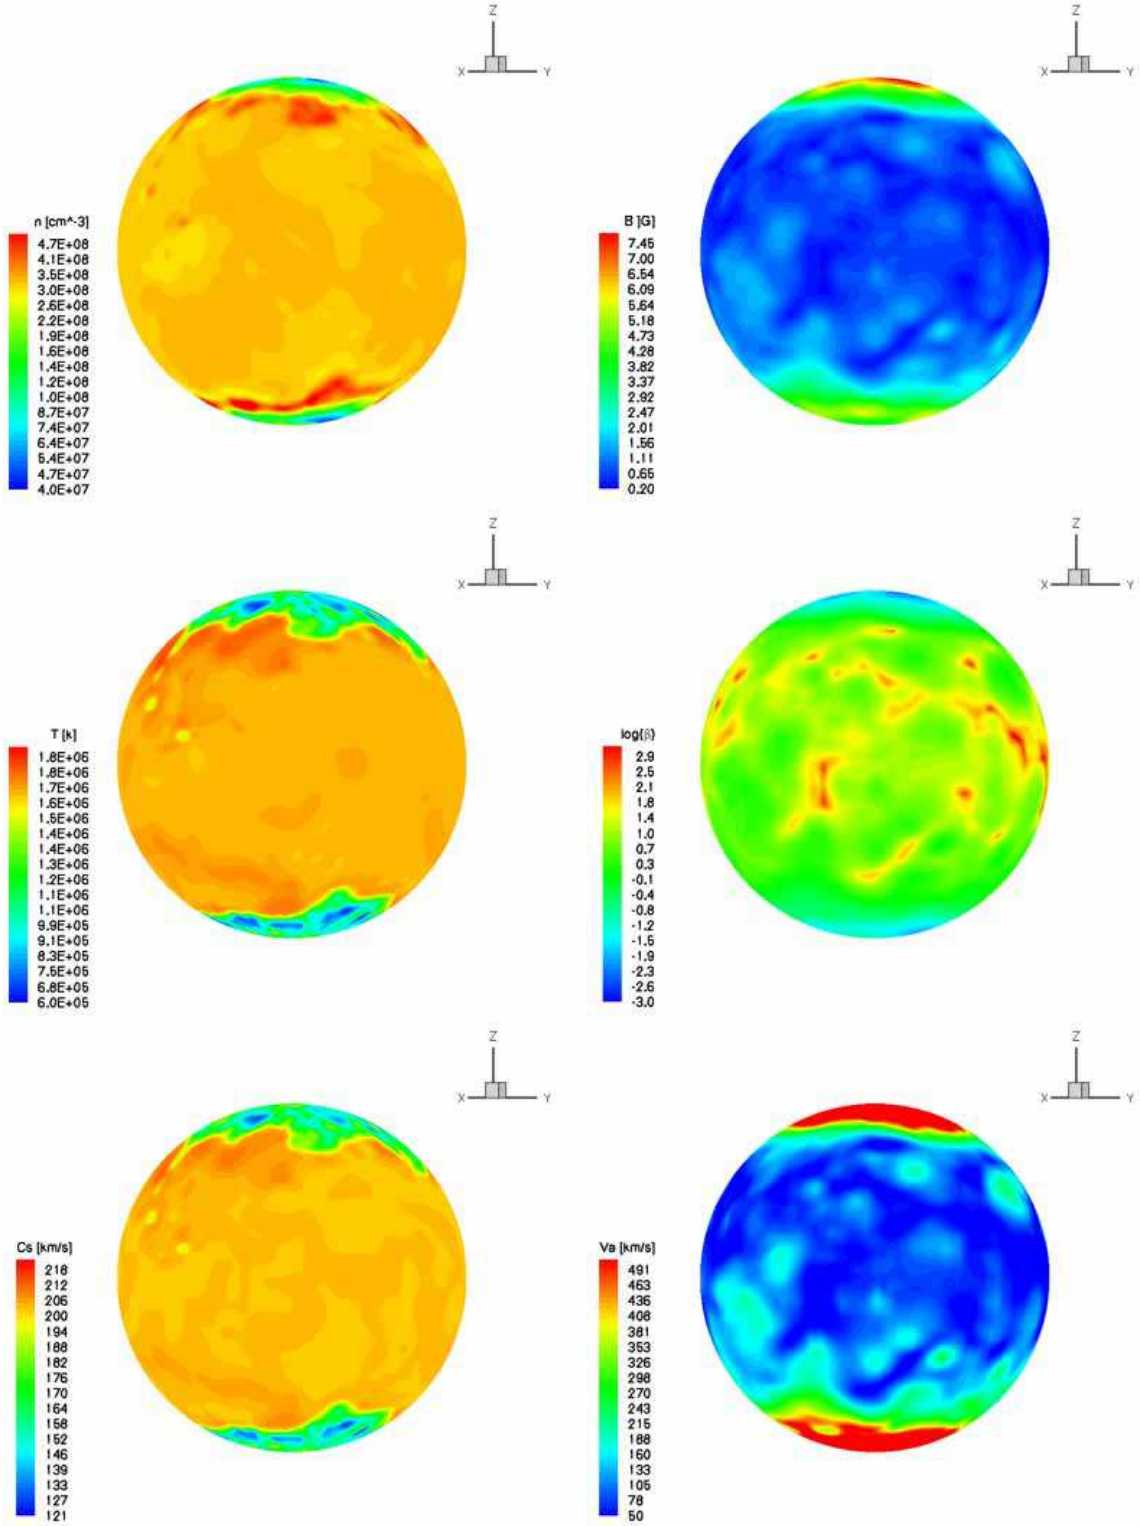 Z
X Y
n [cm^-3]
4.7E+08
4.1E+08
3.5E+08
3.0E+08
2.6E+08
2.2E+08
1.9E+08
1.6E+08
1.4E+08
1.2E+08
1.0E+08
8.7E+07
7.4E+07
6.4E+07
5.4E+07
4.7E+07
4.0E+07
Z
X Y
B [G]
7.45
7.00
6.54
6.09
5.64
5.18
4.73
4.28
3.82
3.37
2.92
2.47
2.01
1.56
1.11
0.65
0.20
Z
X Y
T [k]
1.8E+06
1.8E+06
1.7E+06
1.6E+06
1.5E+06
1.4E+06
1.4E+06
1.3E+06
1.2E+06
1.1E+06
1.1E+06
9.9E+05
9.1E+05
8.3E+05
7.5E+05
6.8E+05
6.0E+05
Z
X Y
log{β}
2.9
2.5
2.1
1.8
1.4
1.0
0.7
0.3
-0.1
-0.4
-0.8
-1.2
-1.5
-1.9
-2.3
-2.6
-3.0
Z
X Y
Cs [km/s]
218
212
206
200
194
188
182
176
170
164
158
152
146
139
133
127
121
Z
X Y
Va [km/s]
491
463
436
408
381
353
326
298
270
243
215
188
160
133
105
78
50